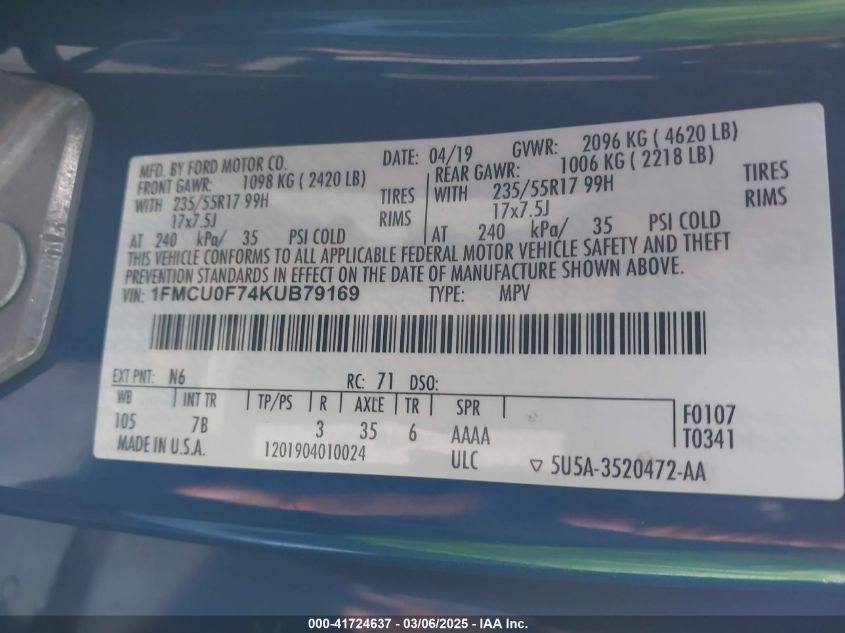 MFD. BY FORD MOTOR CO. DATE: 04/19 GVWR: 2096 KG ( 4620 LB)
FRONT GAWR: 1098 KG ( 2420 LB) REAR GAWR: 1006 KG ( 2218 LB)
WITH 235/55R17 99H TIRES WITH 235/55R17 99H TIRES
17x7.5J RIMS 17x7.5J RIMS
AT 240 kPa/ 35 PSI COLD AT 240 kPa/ 35 PSI COLD
THIS VEHICLE CONFORMS TO ALL APPLICABLE FEDERAL MOTOR VEHICLE SAFETY AND THEFT
PREVENTION STANDARDS IN EFFECT ON THE DATE OF MANUFACTURE SHOWN ABOVE.
VIN: 1FMCU0F74KUB79169 TYPE: MPV
EXT PNT: N6 RC: 71 DSO:
WB INT TR TP/PS R AXLE TR SPR F0107
105 7B 3 35 6 AAAA T0341
MADE IN U.S.A. 1201904010024 ULC ▽ 5U5A-3520472-AA
000-41724637 - 03/06/2025 - IAA Inc.